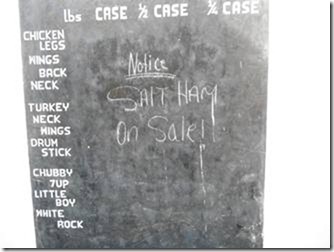 lbs CASE ½ CASE ¼ CASE
CHICKEN
LEGS
WINGS
BACK
NECK
TURKEY
NECK
WINGS
DRUM
STICK
CHUBBY
7UP
LITTLE
BOY
WHITE
ROCK
Notice
SAlT HAM
On Sale!!